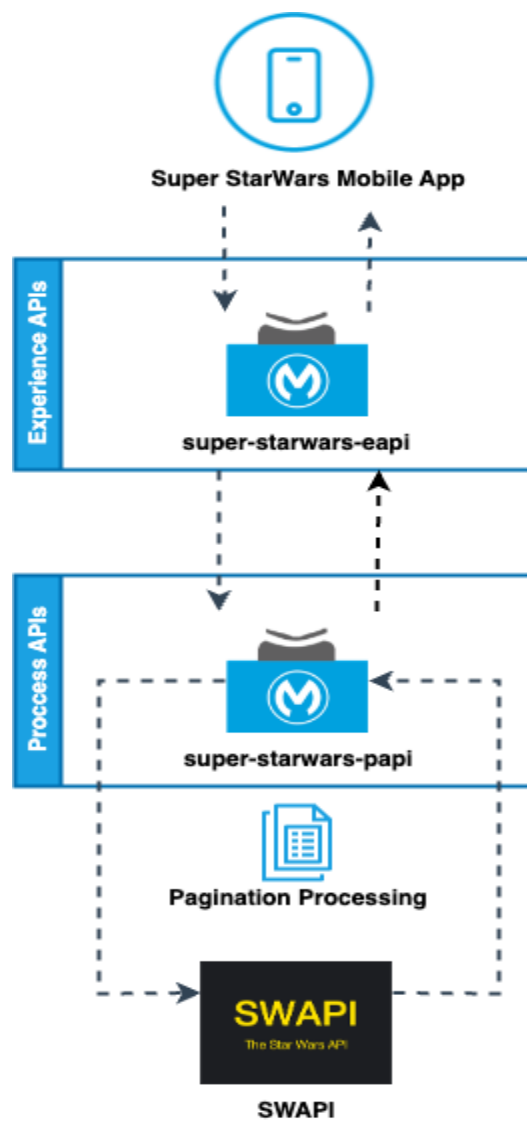 Super StarWars Mobile App
Experience APIs
super-starwars-eapi
Proccess APIs
super-starwars-papi
Pagination Processing
SWAPI
The Star Wars API
SWAPI